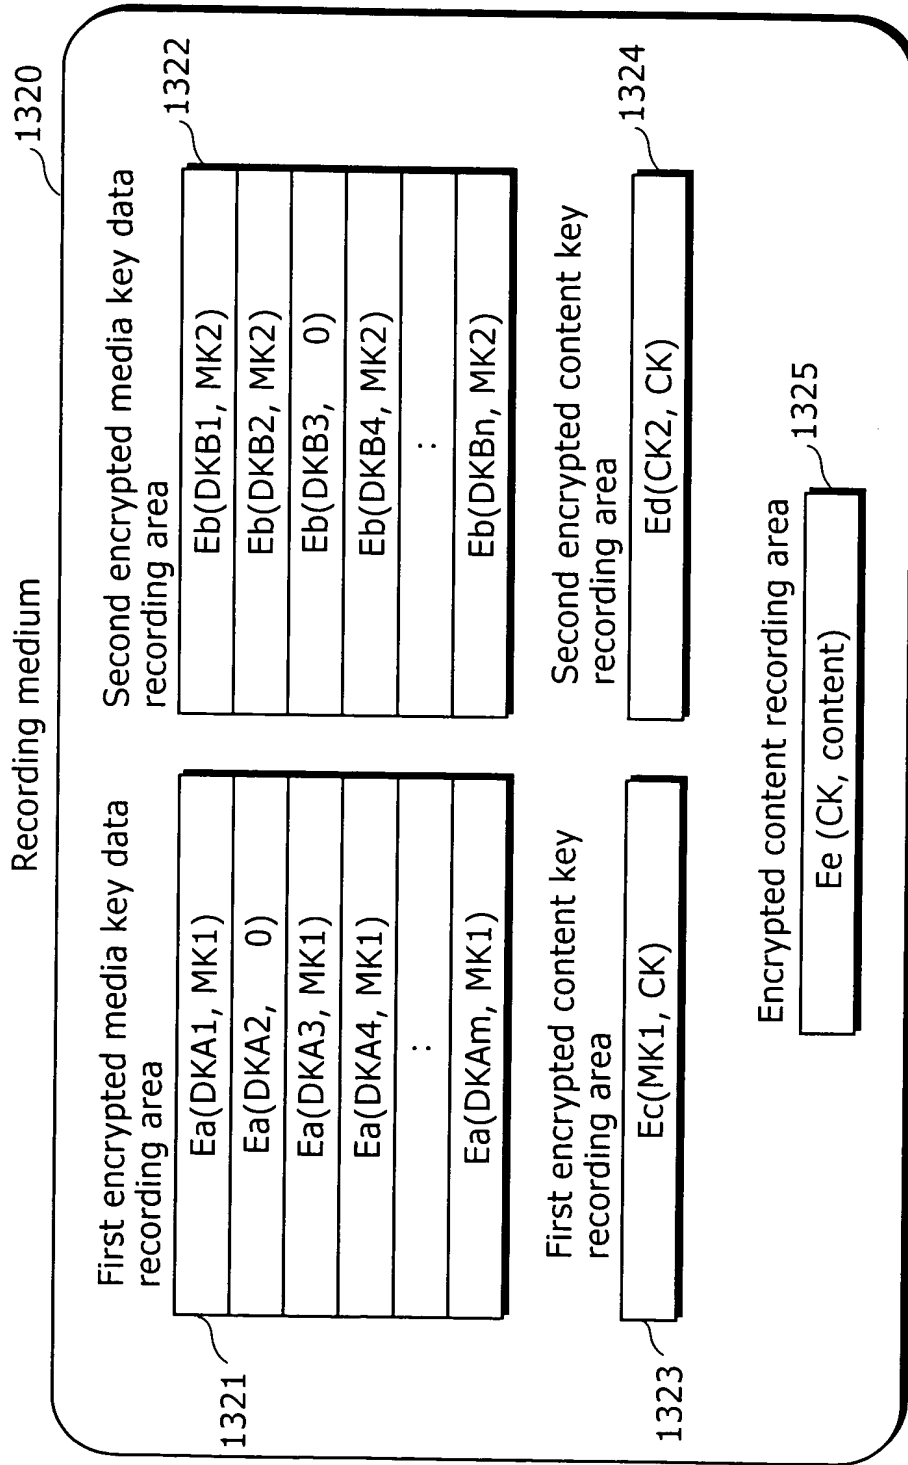 Recording medium
1320
First encrypted media key data
recording area
1321
Ea(DKA1, MK1)
Ea(DKA2, 0)
Ea(DKA3, MK1)
Ea(DKA4, MK1)
:
Ea(DKAm, MK1)
Second encrypted media key data
recording area
1322
Eb(DKB1, MK2)
Eb(DKB2, MK2)
Eb(DKB3, 0)
Eb(DKB4, MK2)
:
Eb(DKBn, MK2)
First encrypted content key
recording area
1323
Ec(MK1, CK)
Second encrypted content key
recording area
1324
Ed(CK2, CK)
Encrypted content recording area
1325
Ee (CK, content)